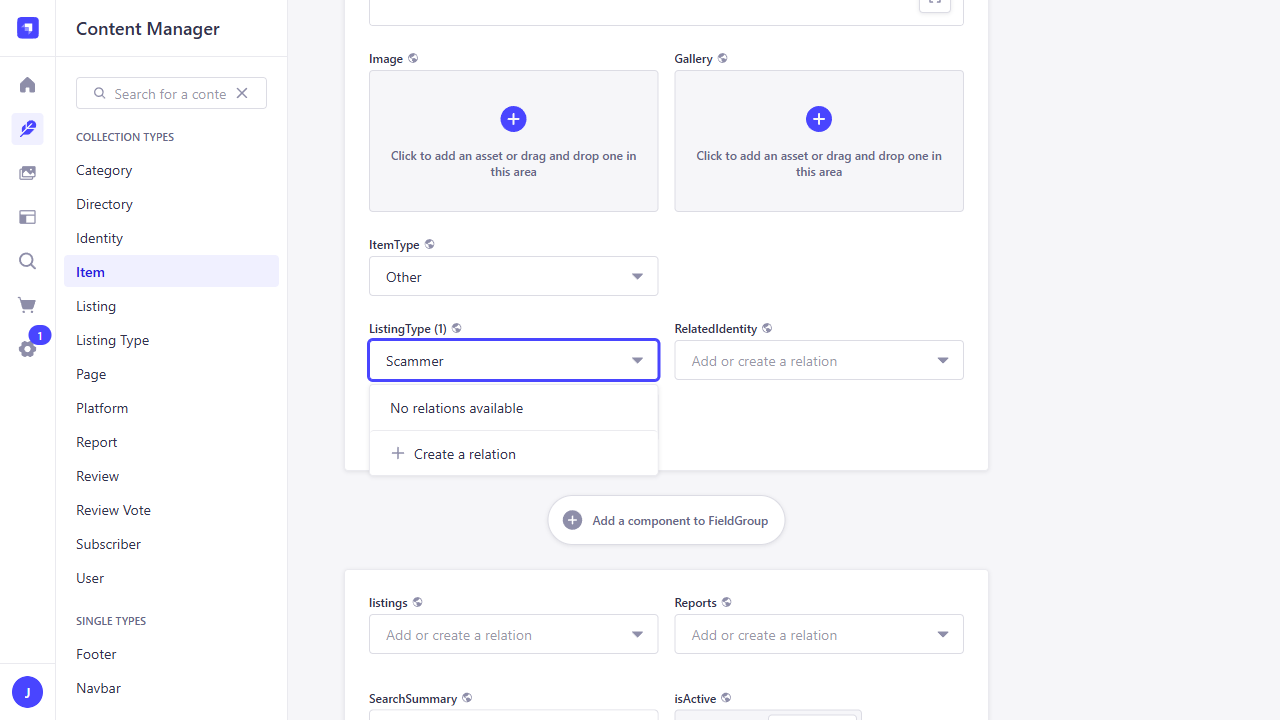 Content Manager
Search for a conte
COLLECTION TYPES
Category
Directory
Identity
Item
Listing
Listing Type
Page
Platform
Report
Review
Review Vote
Subscriber
User
SINGLE TYPES
Footer
Navbar
1
J
Image
Gallery
Click to add an asset or drag and drop one in
this area
Click to add an asset or drag and drop one in
this area
ItemType
Other
ListingType (1)
RelatedIdentity
Scammer
Add or create a relation
No relations available
Create a relation
Add a component to FieldGroup
listings
Reports
Add or create a relation
Add or create a relation
SearchSummary
isActive